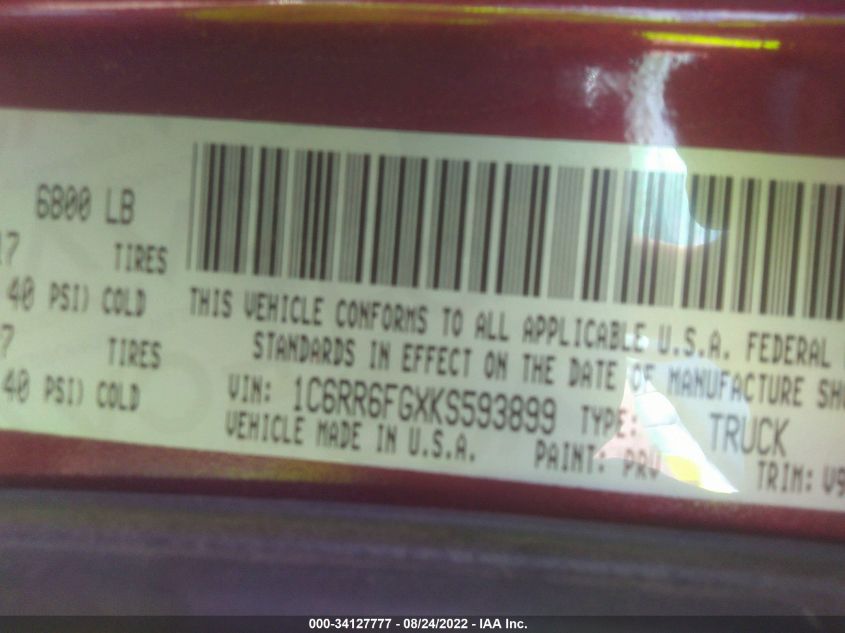 6800 LB
TIRES
40 PSI) COLD
TIRES
40 PSI) COLD
THIS VEHICLE CONFORMS TO ALL APPLICABLE U.S.A. FEDERAL
STANDARDS IN EFFECT ON THE DATE OF MANUFACTURE
VIN: 1C6RR6FGXKS593899 TYPE: TRUCK
VEHICLE MADE IN U.S.A. PAINT: PRV TRIM:
000-34127777 - 08/24/2022 - IAA Inc.